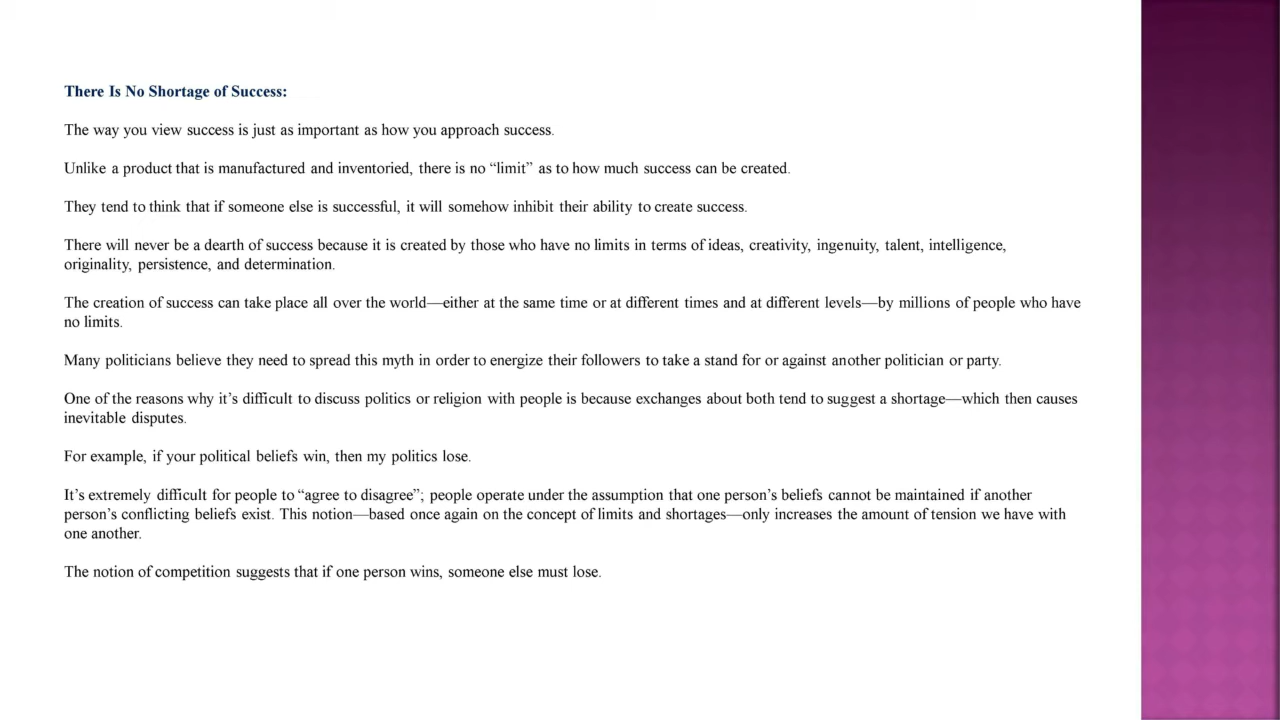 There Is No Shortage of Success:
The way you view success is just as important as how you approach success.
Unlike a product that is manufactured and inventoried, there is no “limit” as to how much success can be created.
They tend to think that if someone else is successful, it will somehow inhibit their ability to create success.
There will never be a dearth of success because it is created by those who have no limits in terms of ideas, creativity, ingenuity, talent, intelligence,
originality, persistence, and determination.
The creation of success can take place all over the world—either at the same time or at different times and at different levels—by millions of people who have
no limits.
Many politicians believe they need to spread this myth in order to energize their followers to take a stand for or against another politician or party.
One of the reasons why it’s difficult to discuss politics or religion with people is because exchanges about both tend to suggest a shortage—which then causes
inevitable disputes.
For example, if your political beliefs win, then my politics lose.
It’s extremely difficult for people to “agree to disagree”; people operate under the assumption that one person’s beliefs cannot be maintained if another
person’s conflicting beliefs exist. This notion—based once again on the concept of limits and shortages—only increases the amount of tension we have with
one another.
The notion of competition suggests that if one person wins, someone else must lose.